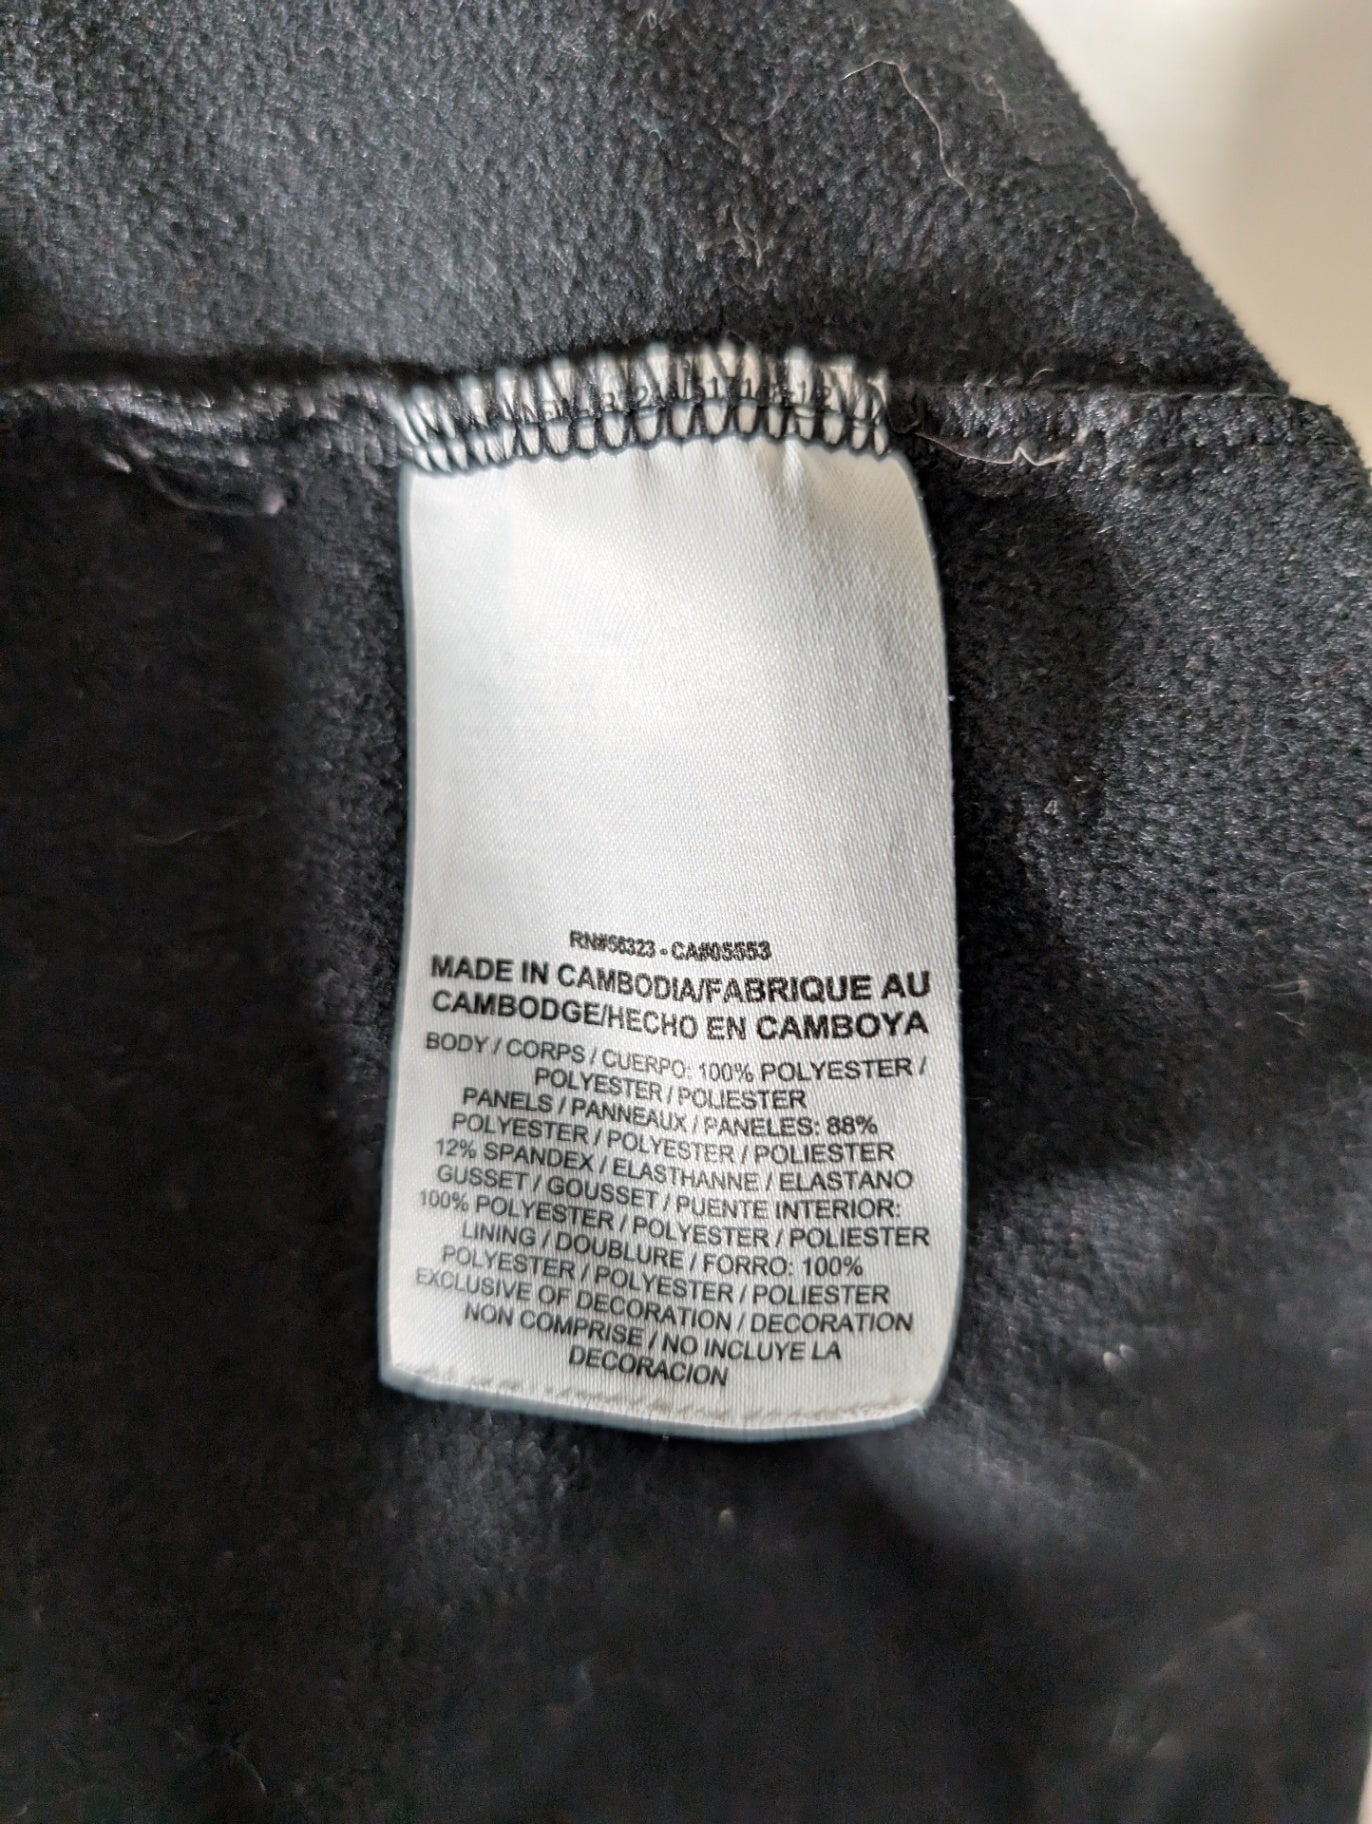 RN#56323 - CA#05553
MADE IN CAMBODIA/FABRIQUE AU
CAMBODGE/HECHO EN CAMBOYA
BODY / CORPS / CUERPO: 100% POLYESTER /
POLYESTER / POLIESTER
PANELS / PANNEAUX / PANELES: 88%
POLYESTER / POLYESTER / POLIESTER
12% SPANDEX / ELASTHANNE / ELASTANO
GUSSET / GOUSSET / PUENTE INTERIOR:
100% POLYESTER / POLYESTER / POLIESTER
LINING / DOUBLURE / FORRO: 100%
POLYESTER / POLYESTER / POLIESTER
EXCLUSIVE OF DECORATION / DECORATION
NON COMPRISE / NO INCLUYE LA
DECORACION